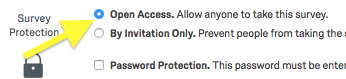 Survey
Protection
Open Access. Allow anyone to take this survey.
By Invitation Only. Prevent people from taking the
Password Protection. This password must be enter